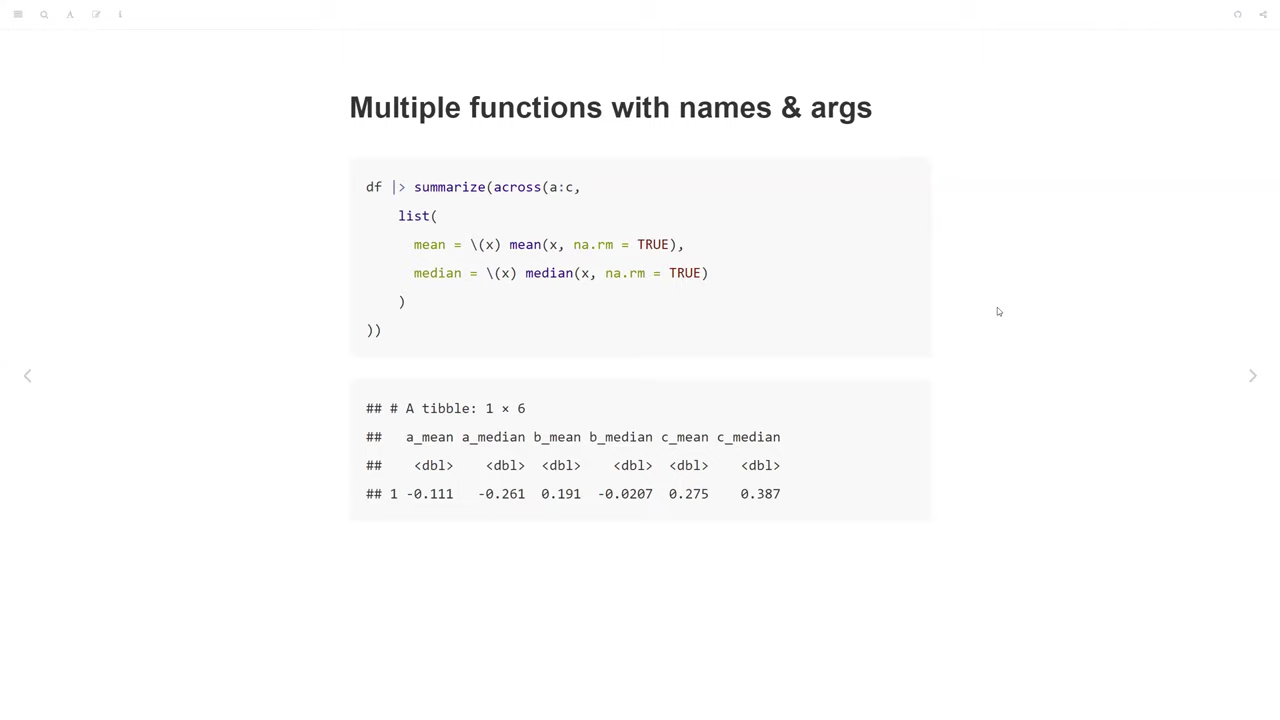 Multiple functions with names & args
df |> summarize(across(a:c,
    list(
      mean = \(x) mean(x, na.rm = TRUE),
      median = \(x) median(x, na.rm = TRUE)
    )
))
## # A tibble: 1 × 6
##   a_mean a_median b_mean b_median c_mean c_median
##    <dbl>    <dbl>  <dbl>    <dbl>  <dbl>    <dbl>
## 1 -0.111   -0.261  0.191  -0.0207  0.275    0.387